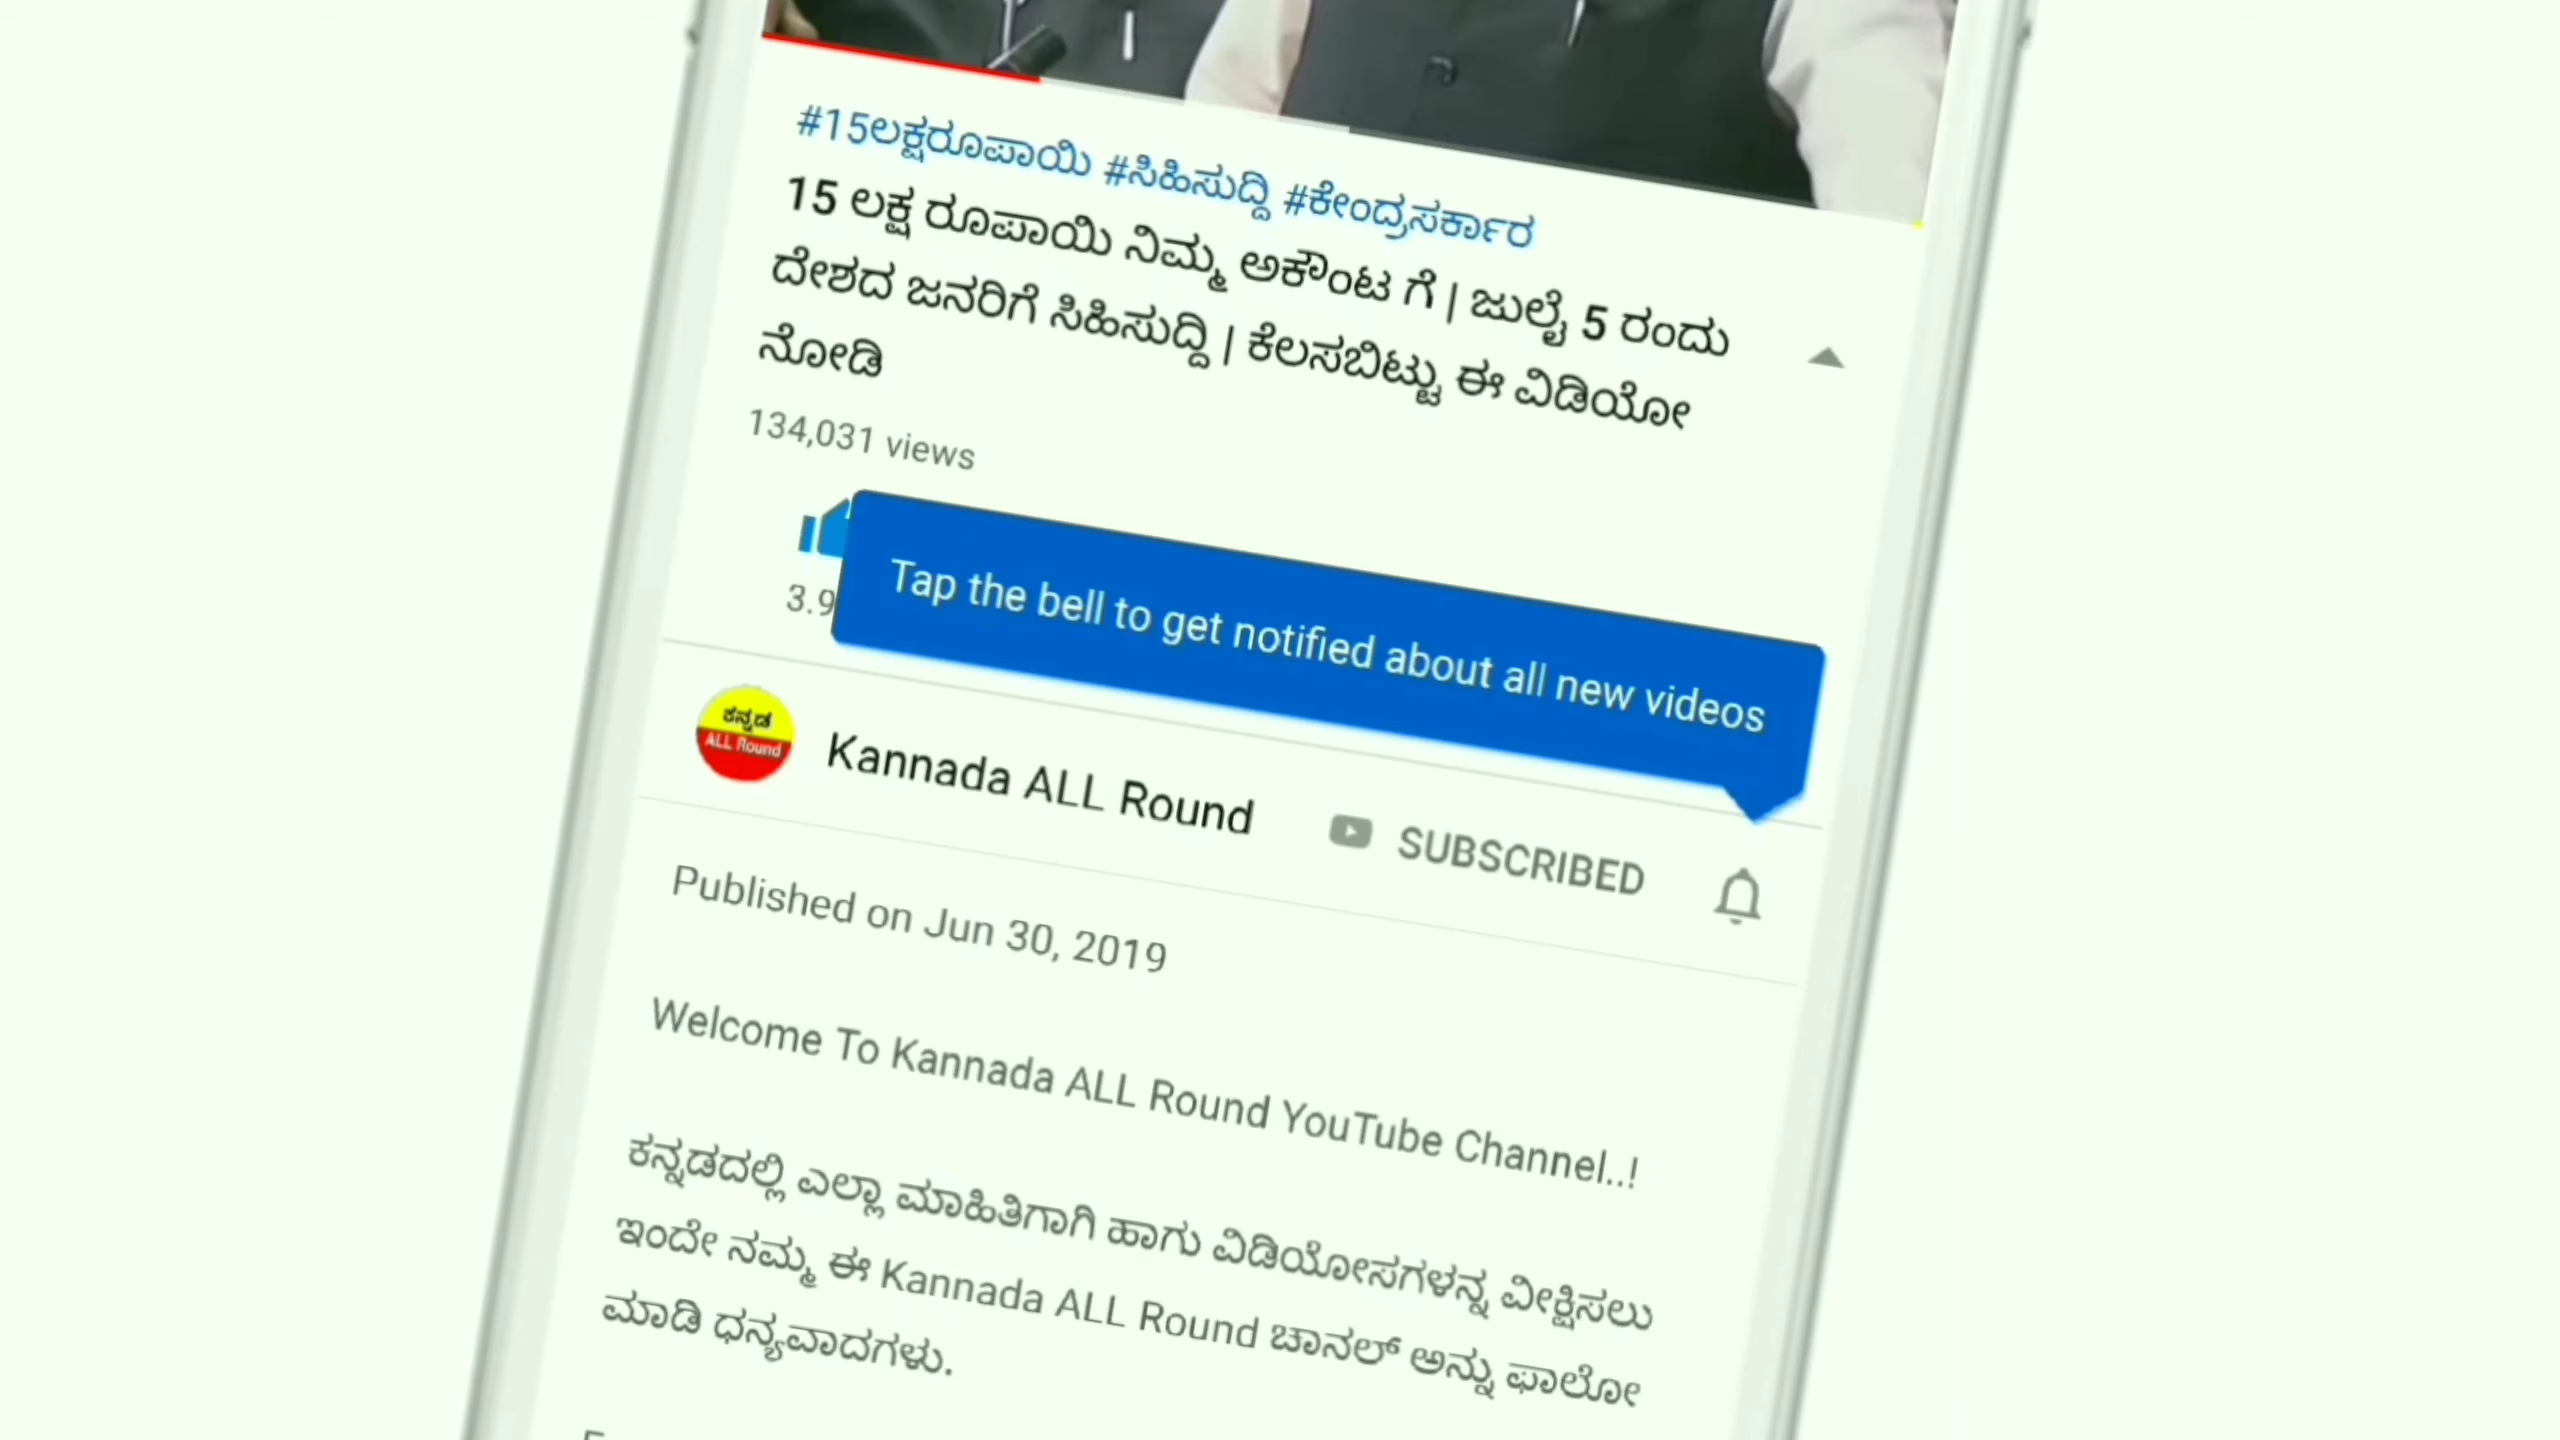 #15ಲಕ್ಷರೂಪಾಯಿ #ಸಿಹಿಸುದ್ದಿ #ಕೇಂದ್ರಸರ್ಕಾರ
15 ಲಕ್ಷ ರೂಪಾಯಿ ನಿಮ್ಮ ಅಕೌಂಟ ಗೆ | ಜುಲೈ 5 ರಂದು
ದೇಶದ ಜನರಿಗೆ ಸಿಹಿಸುದ್ದಿ | ಕೆಲಸಬಿಟ್ಟು ಈ ವಿಡಿಯೋ
ನೋಡಿ
134,031 views
Tap the bell to get notified about all new videos
3.9
ಕನ್ನಡ
ALL Round
Kannada ALL Round
SUBSCRIBED
Published on Jun 30, 2019
Welcome To Kannada ALL Round YouTube Channel..!
ಕನ್ನಡದಲ್ಲಿ ಎಲ್ಲಾ ಮಾಹಿತಿಗಾಗಿ ಹಾಗು ವಿಡಿಯೋಸಗಳನ್ನ ವೀಕ್ಷಿಸಲು
ಇಂದೇ ನಮ್ಮ ಈ Kannada ALL Round ಚಾನಲ್ ಅನ್ನು ಫಾಲೋ
ಮಾಡಿ ಧನ್ಯವಾದಗಳು.